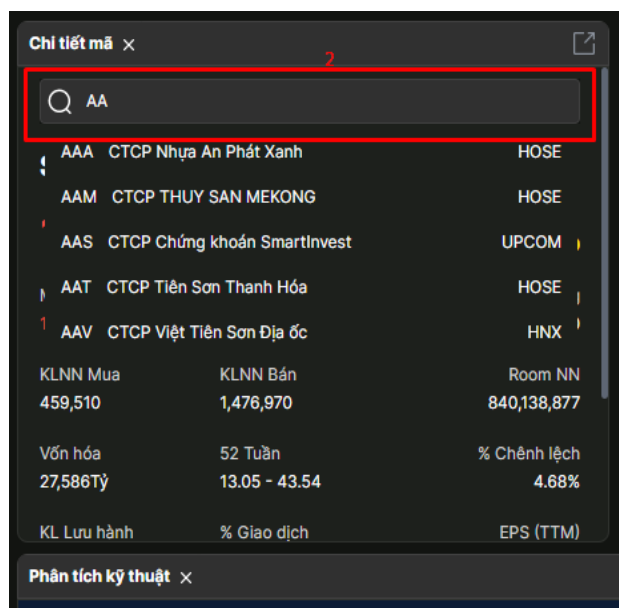 Chi tiết mã ×
2
AA
AAA CTCP Nhựa An Phát Xanh HOSE
AAM CTCP THUY SAN MEKONG HOSE
AAS CTCP Chứng khoán SmartInvest UPCOM
AAT CTCP Tiên Sơn Thanh Hóa HOSE
AAV CTCP Việt Tiên Sơn Địa ốc HNX
KLNN Mua KLNN Bán Room NN
459,510 1,476,970 840,138,877
Vốn hóa 52 Tuần % Chênh lệch
27,586Tỷ 13.05 - 43.54 4.68%
KL Lưu hành % Giao dịch EPS (TTM)
Phân tích kỹ thuật ×